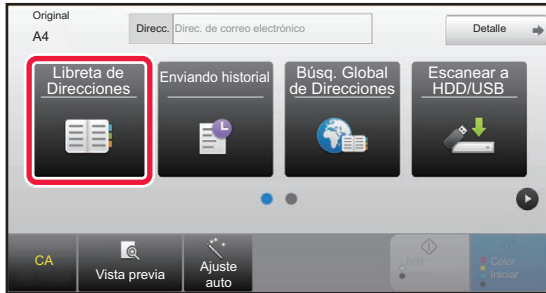 Original
A4
Direcc.
Direc. de correo electrónico
Detalle
Libreta de
Direcciones
Enviando historial
Búsq. Global
de Direcciones
Escanear a
HDD/USB
CA
Vista previa
Ajuste
auto
B/N
Iniciar
Color
Iniciar